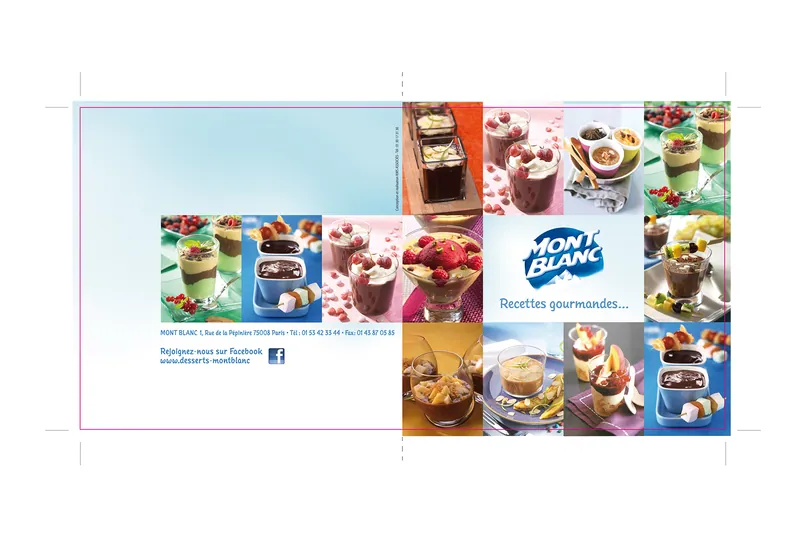 MONT
BLANC
Recettes gourmandes...
MONT BLANC 1, Rue de la Pépinière 75008 Paris • Tél : 01 53 42 33 44 • Fax: 01 43 87 05 85
Rejoignez-nous sur Facebook
www.desserts-montblanc
f